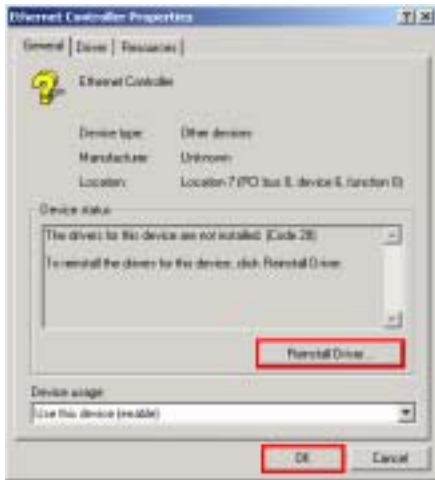 Ethernet Controller Properties
General Driver Resources
Ethernet Controller
Device type: Other devices
Manufacturer: Unknown
Location: Location 7 (PCI bus 0, device 6, function 0)
Device status
The drivers for this device are not installed. (Code 28)
To reinstall the drivers for this device, click Reinstall Driver.
Reinstall Driver...
Device usage:
Use this device (enable)
OK Cancel